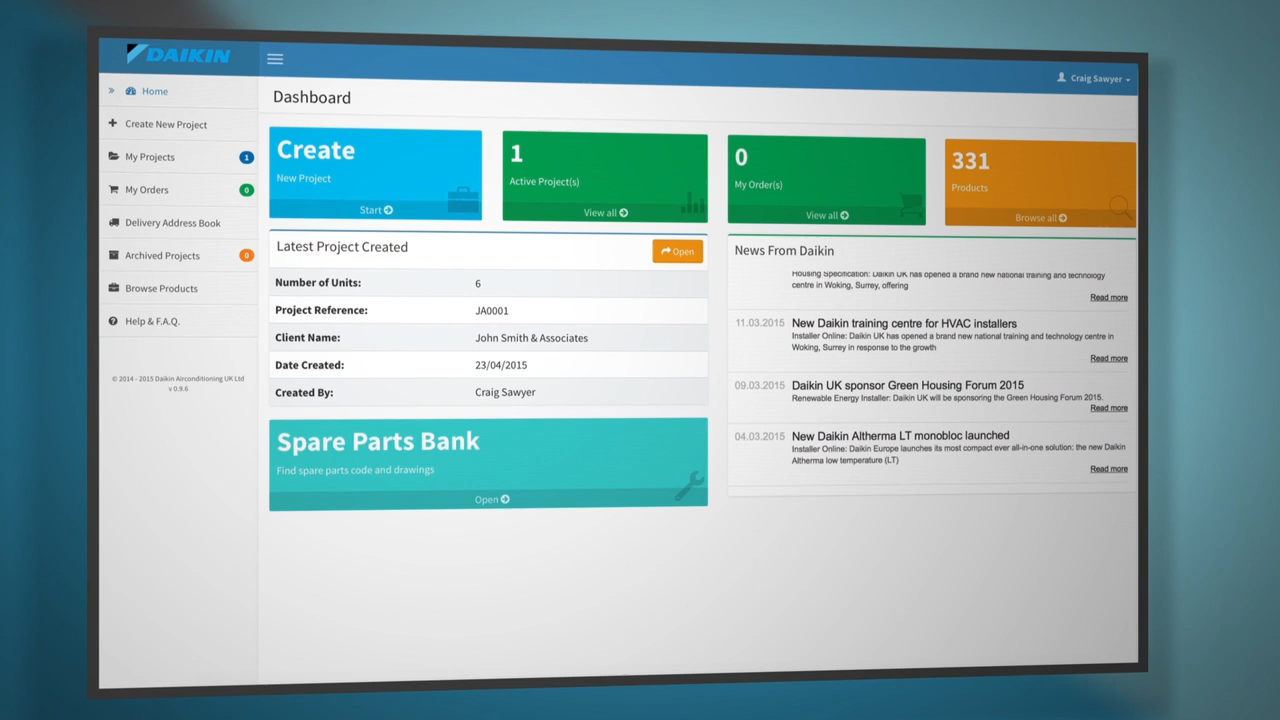 DAIKIN
Craig Sawyer
Home
Create New Project
My Projects 1
My Orders 0
Delivery Address Book
Archived Projects 0
Browse Products
Help & F.A.Q.
© 2014 - 2015 Daikin Airconditioning UK Ltd
v 0.9.6
Dashboard
Create
New Project
Start
1
Active Project(s)
View all
0
My Order(s)
View all
331
Products
Browse all
Latest Project Created
Open
Number of Units: 6
Project Reference: JA0001
Client Name: John Smith & Associates
Date Created: 23/04/2015
Created By: Craig Sawyer
Spare Parts Bank
Find spare parts code and drawings
Open
News From Daikin
Housing Specification: Daikin UK has opened a brand new national training and technology
centre in Woking, Surrey, offering
Read more
11.03.2015 New Daikin training centre for HVAC installers
Installer Online: Daikin UK has opened a brand new national training and technology centre in
Woking, Surrey in response to the growth
Read more
09.03.2015 Daikin UK sponsor Green Housing Forum 2015
Renewable Energy Installer: Daikin UK will be sponsoring the Green Housing Forum 2015.
Read more
04.03.2015 New Daikin Altherma LT monobloc launched
Installer Online: Daikin Europe launches its most compact ever all-in-one solution: the new Daikin
Altherma low temperature (LT)
Read more